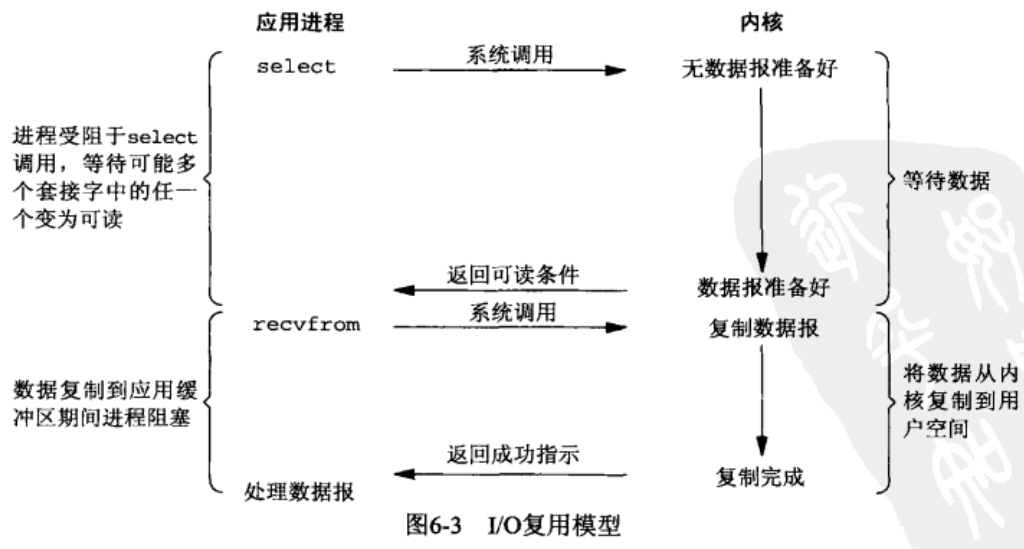 应用进程
内核
select
系统调用
无数据报准备好
进程受阻于select
调用，等待可能多
个套接字中的任一
个变为可读
等待数据
返回可读条件
数据报准备好
recvfrom
系统调用
复制数据报
数据复制到应用缓
冲区期间进程阻塞
将数据从内
核复制到用
户空间
返回成功指示
复制完成
处理数据报
图6-3 I/O复用模型